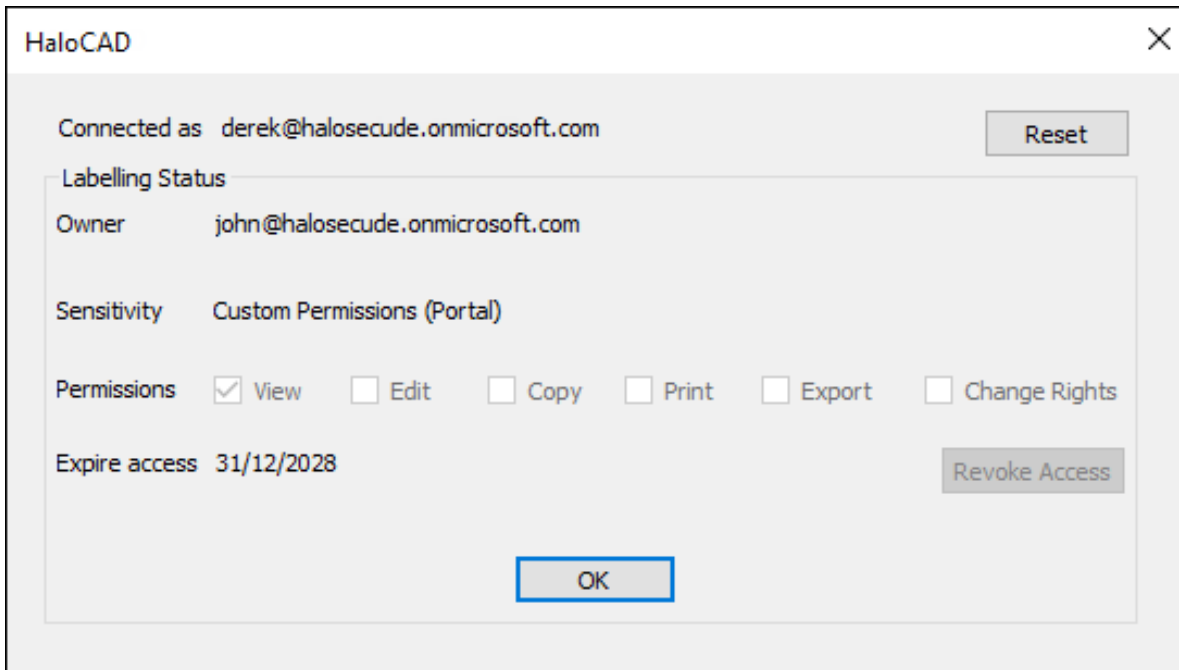 HaloCAD
Connected as derek@halosecude.onmicrosoft.com
Reset
Labelling Status
Owner john@halosecude.onmicrosoft.com
Sensitivity Custom Permissions (Portal)
Permissions View Edit Copy Print Export Change Rights
Expire access 31/12/2028
Revoke Access
OK